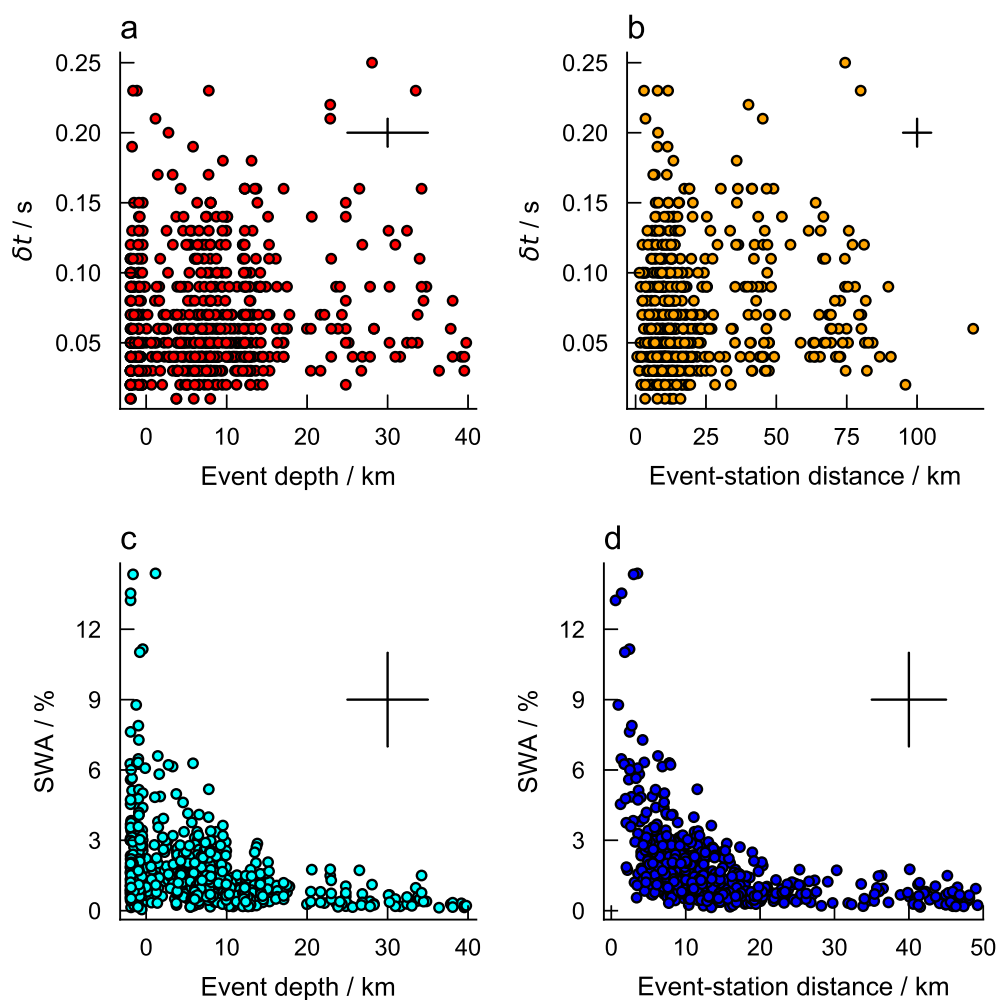 a
b
0.25
0.20
0.15
0.10
0.05
δt / s
0 10 20 30 40
Event depth / km
0.25
0.20
0.15
0.10
0.05
δt / s
0 25 50 75 100
Event-station distance / km
c
d
12
9
6
3
0
SWA / %
0 10 20 30 40
Event depth / km
12
9
6
3
0
SWA / %
0 10 20 30 40 50
Event-station distance / km